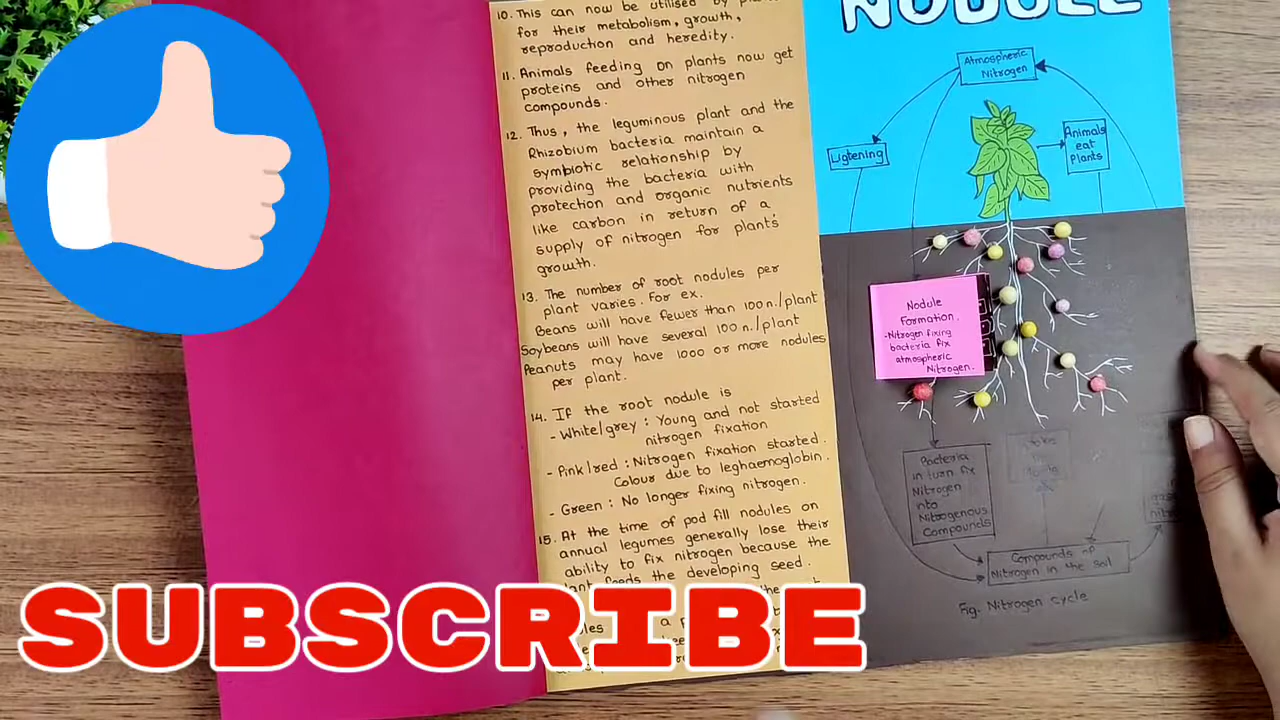 10. This can now be utilised by
for their metabolism, growth,
reproduction and heredity.
11. Animals feeding on plants now get
proteins and other nitrogen
compounds.
12. Thus, the leguminous plant and the
Rhizobium bacteria maintain a
symbiotic relationship by
providing the bacteria with
protection and organic nutrients
like carbon in return of a
supply of nitrogen for plants'
growth.
13. The number of root nodules per
plant varies. For ex.
Beans will have fewer than 100 n./plant
Soybeans will have several 100 n./plant
Peanuts may have 1000 or more nodules
per plant.
14. If the root nodule is
- White/grey : Young and not started
nitrogen fixation
- Pink/red : Nitrogen fixation started.
Colour due to leghaemoglobin.
- Green : No longer fixing nitrogen.
15. At the time of pod fill nodules on
annual legumes generally lose their
ability to fix nitrogen because the
feeds the developing seed.
SUBSCRIBE
NODULE
Atmospheric
Nitrogen
Ligtening
Animals
eat
Plants
Nodule
Formation.
-Nitrogen fixing
bacteria fix
atmospheric
Nitrogen.
Bacteria
in turn fix
Nitrogen
into
Nitrogenous
Compounds
Compounds of
Nitrogen in the soil
Fig. Nitrogen cycle